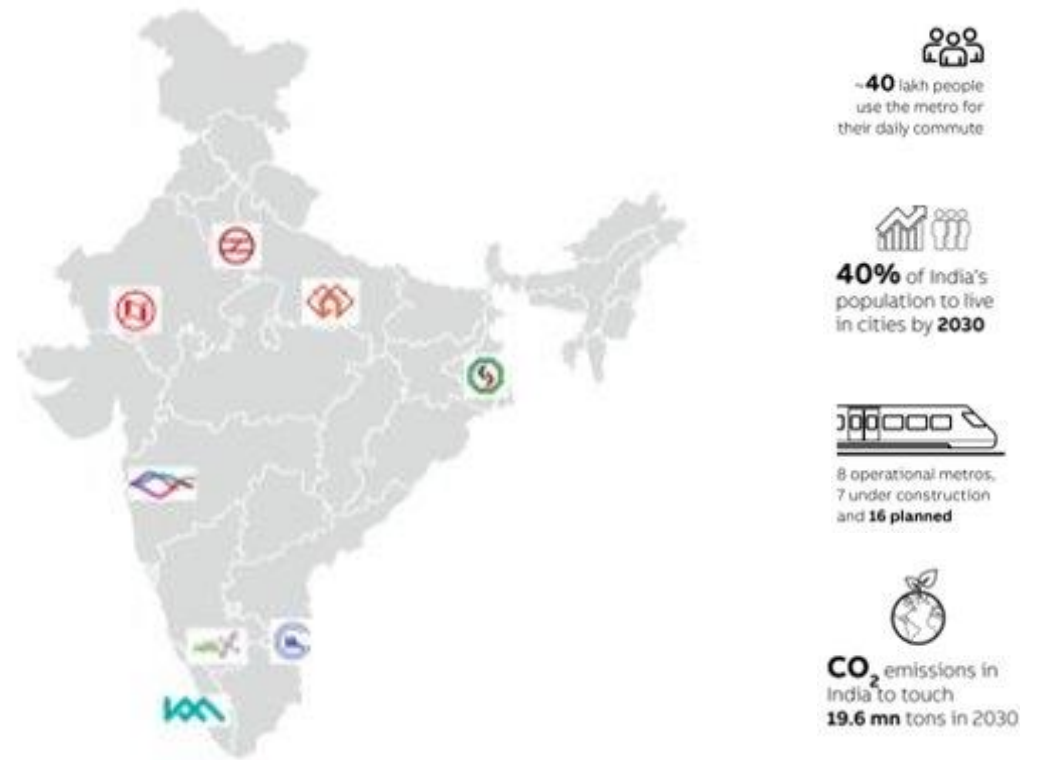 ~40 lakh people
use the metro for
their daily commute
40% of India's
population to live
in cities by 2030
8 operational metros,
7 under construction
and 16 planned
CO₂ emissions in
India to touch
19.6 mn tons in 2030